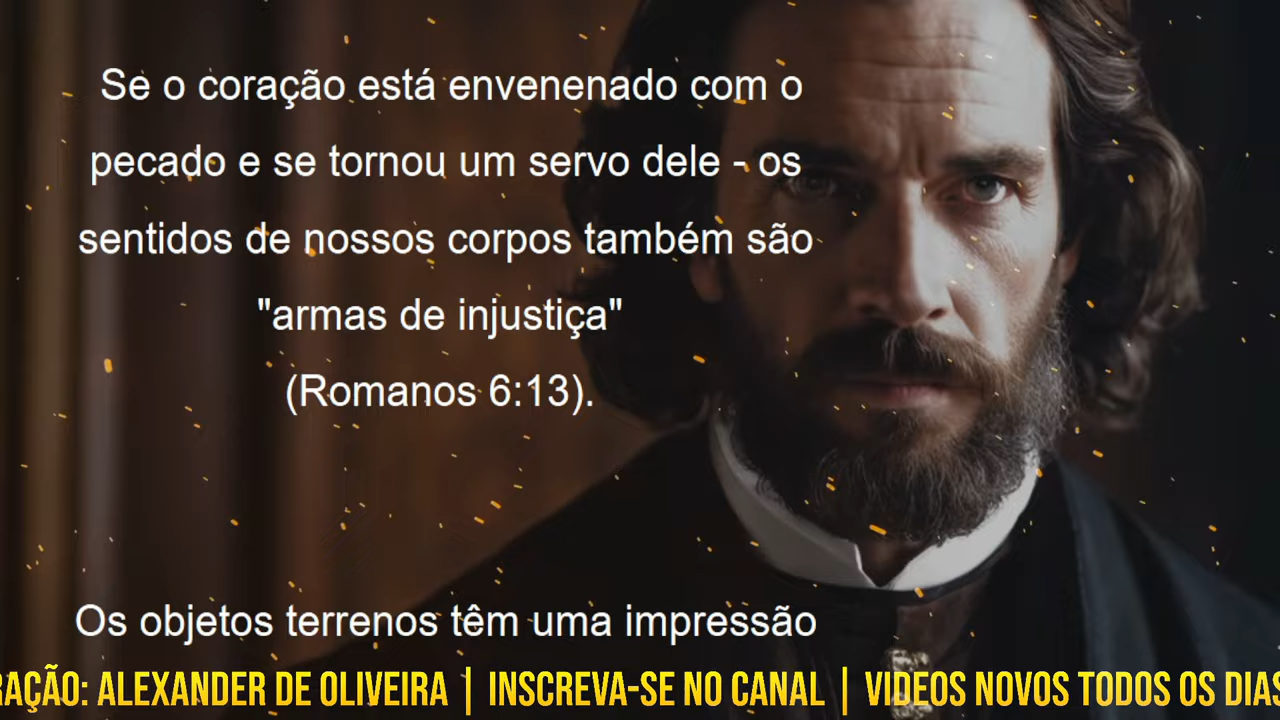 Se o coração está envenenado com o
pecado e se tornou um servo dele - os
sentidos de nossos corpos também são
"armas de injustiça"
(Romanos 6:13).
Os objetos terrenos têm uma impressão
RAÇÃO: ALEXANDER DE OLIVEIRA | INSCREVA-SE NO CANAL | VIDEOS NOVOS TODOS OS DIAS